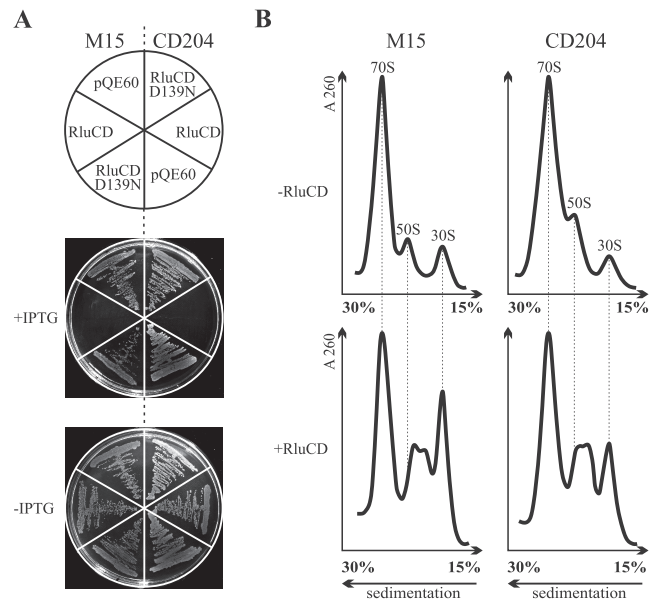 A
M15 CD204
pQE60
RluCD
D139N
RluCD
RluCD
RluCD
D139N
pQE60
+IPTG
-IPTG
B
M15
CD204
-RluCD
A 260
70S
50S
30S
30%
15%
70S
50S
30S
30%
15%
+RluCD
A 260
30%
15%
sedimentation
30%
15%
sedimentation